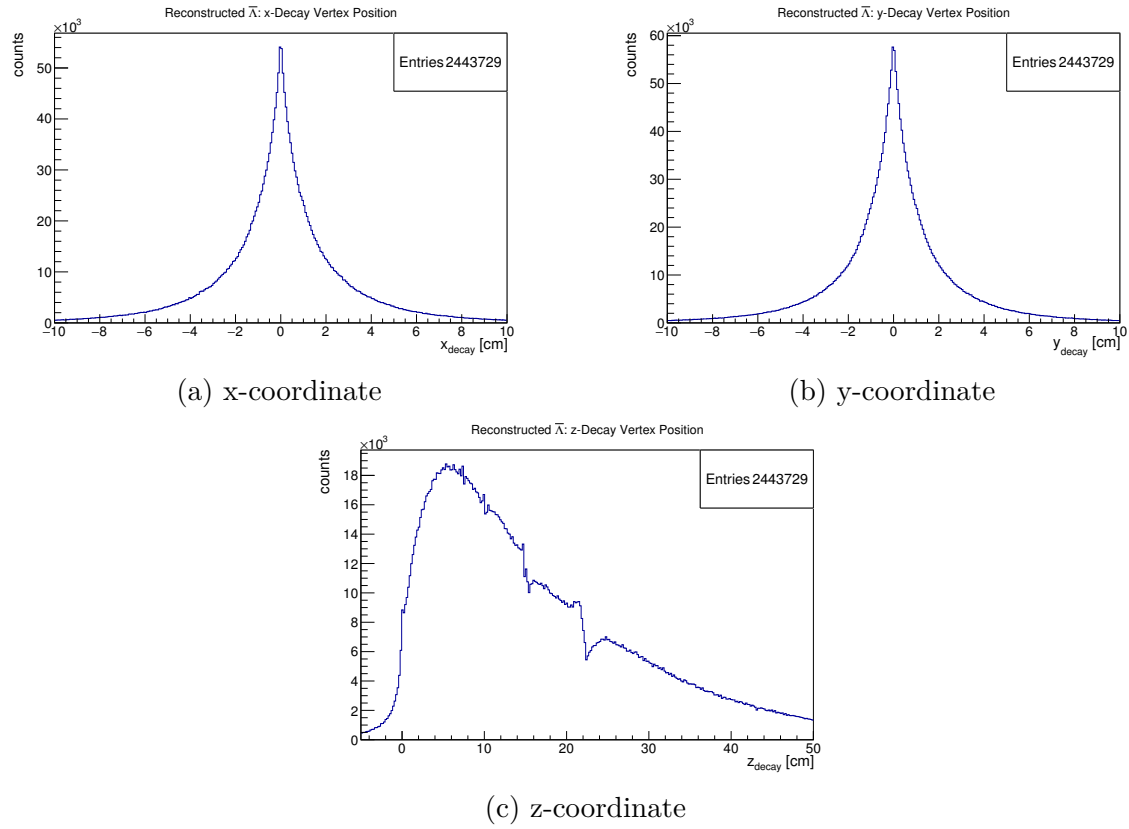 Reconstructed Λ̅: x-Decay Vertex Position
×10³
counts
Entries 2443729
50
40
30
20
10
0
−10 −8 −6 −4 −2 0 2 4 6 8 10
x_decay [cm]
(a) x-coordinate
Reconstructed Λ̅: y-Decay Vertex Position
×10³
counts
Entries 2443729
60
50
40
30
20
10
0
−10 −8 −6 −4 −2 0 2 4 6 8 10
y_decay [cm]
(b) y-coordinate
Reconstructed Λ̅: z-Decay Vertex Position
×10³
counts
Entries 2443729
18
16
14
12
10
8
6
4
2
0
0 10 20 30 40 50
z_decay [cm]
(c) z-coordinate